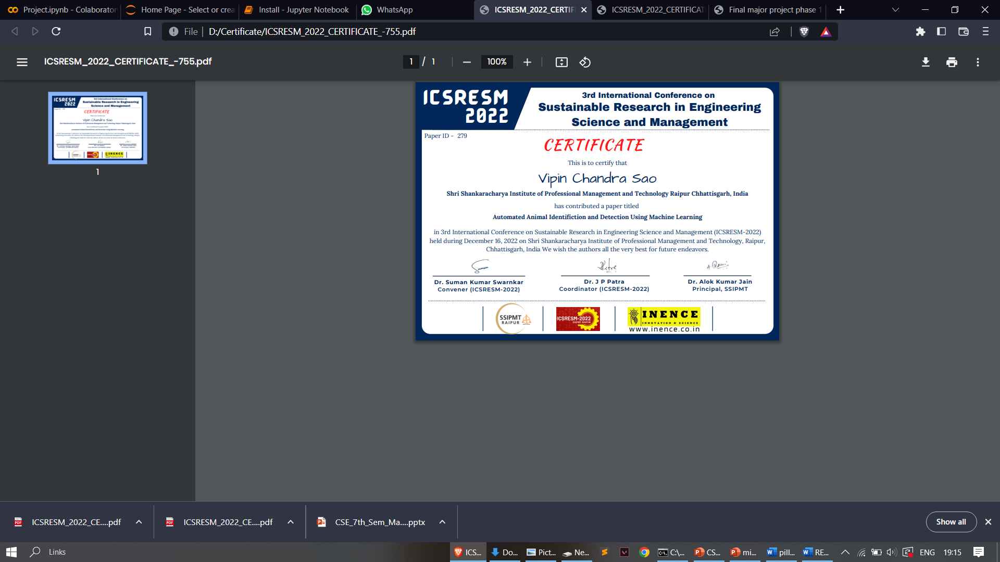 Project.ipynb - Colaborator
Home Page - Select or crea
Install - Jupyter Notebook
WhatsApp
ICSRESM_2022_CERTIF
ICSRESM_2022_CERTIFICAT
Final major project phase 1
File
D:/Certificate/ICSRESM_2022_CERTIFICATE_-755.pdf
ICSRESM_2022_CERTIFICATE_-755.pdf
1 / 1
100%
1
ICSRESM
2022
3rd International Conference on
Sustainable Research in Engineering
Science and Management
Paper ID - 279
CERTIFICATE
This is to certify that
Vipin Chandra Sao
Shri Shankaracharya Institute of Professional Management and Technology Raipur Chhattisgarh, India
has contributed a paper titled
Automated Animal Identifiction and Detection Using Machine Learning
in 3rd International Conference on Sustainable Research in Engineering Science and Management (ICSRESM-2022)
held during December 16, 2022 on Shri Shankaracharya Institute of Professional Management and Technology, Raipur,
Chhattisgarh, India We wish the authors all the very best for future endeavors.
Suman
Dr. Suman Kumar Swarnkar
Convener (ICSRESM-2022)
Dr. J P Patra
Coordinator (ICSRESM-2022)
Dr. Alok Kumar Jain
Principal, SSIPMT
SSIPMT
RAIPUR
ICSRESM-2022
SSIPMT, RAIPUR
INENCE
INNOVATION & SCIENCE
www.inence.co.in
ICSRESM_2022_CE....pdf
ICSRESM_2022_CE....pdf
CSE_7th_Sem_Ma....pptx
Show all
Links
ICS...
Do...
Pict...
Ne...
C:\...
CS...
mi...
pill...
RE...
ENG
19:15